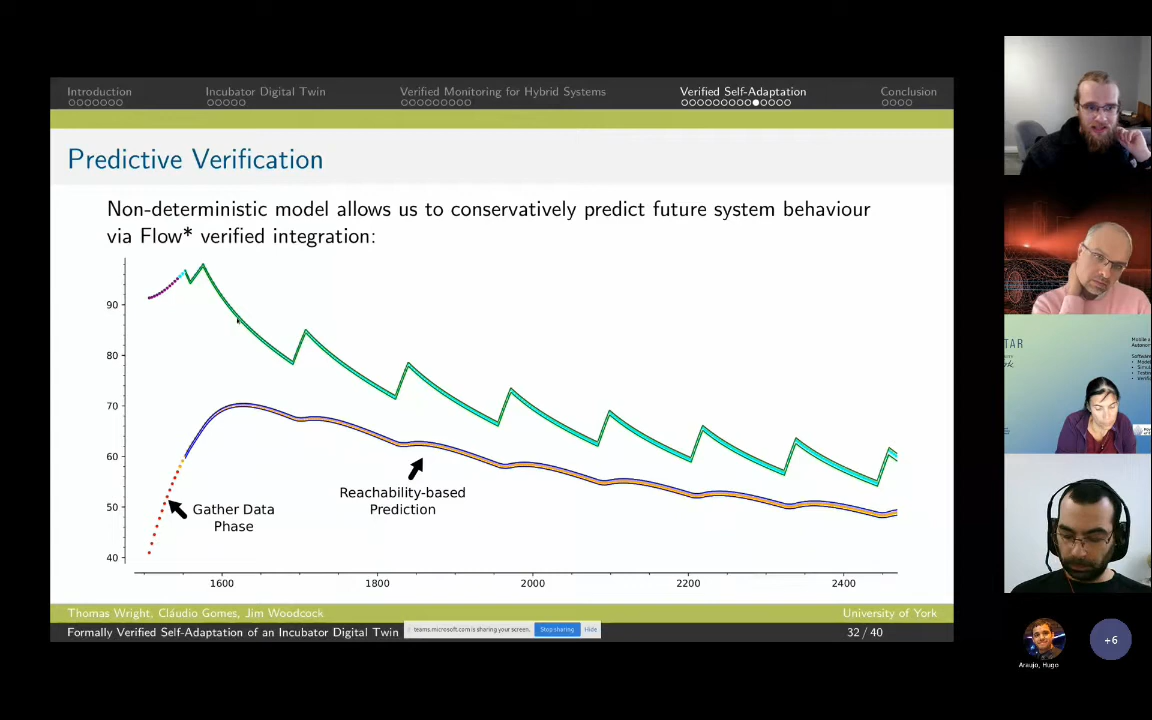 Introduction
Incubator Digital Twin
Verified Monitoring for Hybrid Systems
Verified Self-Adaptation
Conclusion
Predictive Verification
Non-deterministic model allows us to conservatively predict future system behaviour
via Flow* verified integration:
90
80
70
60
50
40
1600
1800
2000
2200
2400
Gather Data
Phase
Reachability-based
Prediction
Thomas Wright, Cláudio Gomes, Jim Woodcock
University of York
Formally Verified Self-Adaptation of an Incubator Digital Twin
32 / 40
teams.microsoft.com is sharing your screen.
Stop sharing
Hide
TAR
Araujo, Hugo
+6